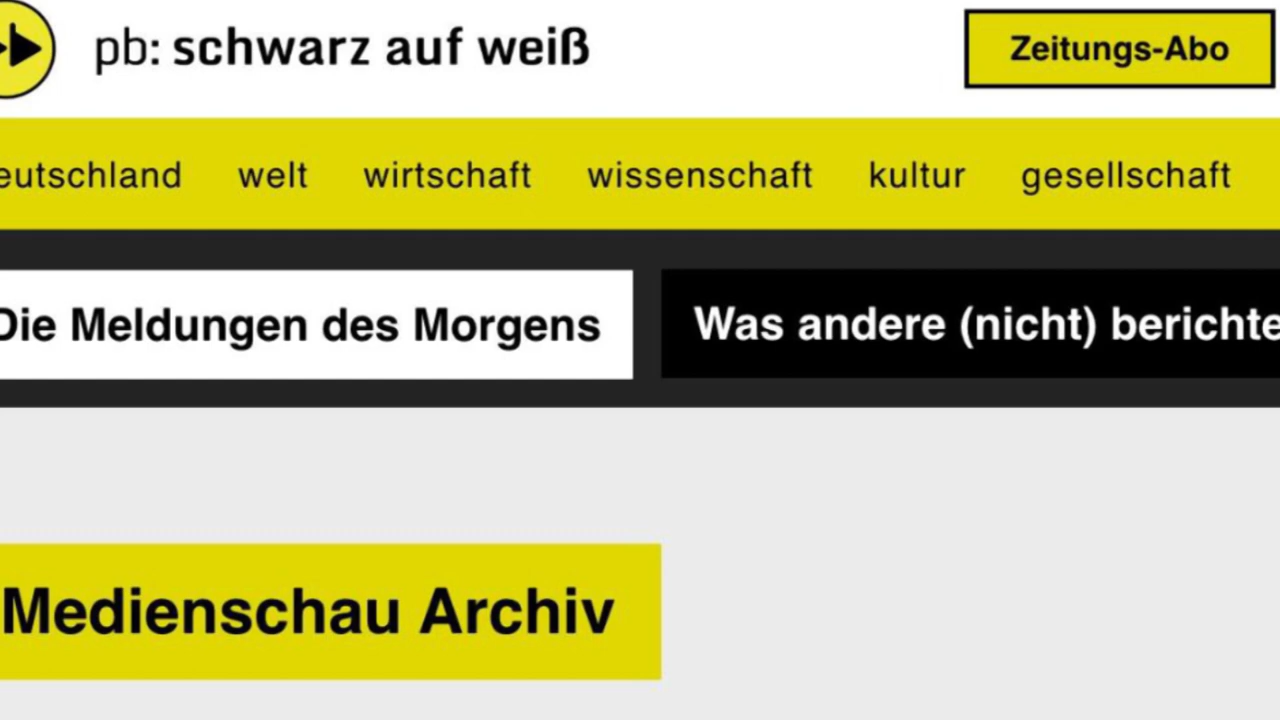 pb: schwarz auf weiß
Zeitungs-Abo
eutschland welt wirtschaft wissenschaft kultur gesellschaft
Die Meldungen des Morgens
Was andere (nicht) berichte
Medienschau Archiv